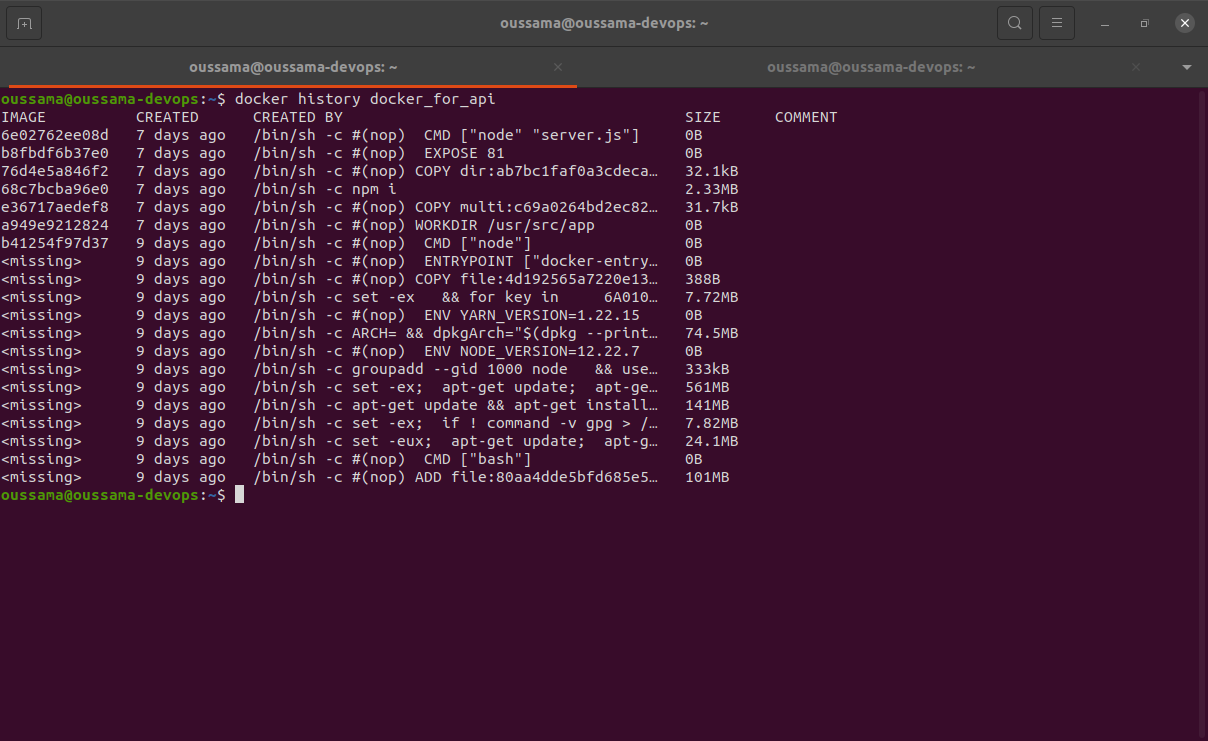 oussama@oussama-devops: ~
oussama@oussama-devops: ~ oussama@oussama-devops: ~
oussama@oussama-devops:~$ docker history docker_for_api
IMAGE          CREATED      CREATED BY                                      SIZE      COMMENT
6e02762ee08d   7 days ago   /bin/sh -c #(nop)  CMD ["node" "server.js"]     0B
b8fbdf6b37e0   7 days ago   /bin/sh -c #(nop)  EXPOSE 81                    0B
76d4e5a846f2   7 days ago   /bin/sh -c #(nop) COPY dir:ab7bc1faf0a3cdeca…   32.1kB
68c7bcba96e0   7 days ago   /bin/sh -c npm i                                2.33MB
e36717aedef8   7 days ago   /bin/sh -c #(nop) COPY multi:c69a0264bd2ec82…   31.7kB
a949e9212824   7 days ago   /bin/sh -c #(nop) WORKDIR /usr/src/app          0B
b41254f97d37   9 days ago   /bin/sh -c #(nop)  CMD ["node"]                 0B
<missing>      9 days ago   /bin/sh -c #(nop)  ENTRYPOINT ["docker-entry…   0B
<missing>      9 days ago   /bin/sh -c #(nop) COPY file:4d192565a7220e13…   388B
<missing>      9 days ago   /bin/sh -c set -ex   && for key in     6A010…   7.72MB
<missing>      9 days ago   /bin/sh -c #(nop)  ENV YARN_VERSION=1.22.15     0B
<missing>      9 days ago   /bin/sh -c ARCH= && dpkgArch="$(dpkg --print…   74.5MB
<missing>      9 days ago   /bin/sh -c #(nop)  ENV NODE_VERSION=12.22.7     0B
<missing>      9 days ago   /bin/sh -c groupadd --gid 1000 node   && use…   333kB
<missing>      9 days ago   /bin/sh -c set -ex;  apt-get update;  apt-ge…   561MB
<missing>      9 days ago   /bin/sh -c apt-get update && apt-get install…   141MB
<missing>      9 days ago   /bin/sh -c set -ex;  if ! command -v gpg > /…   7.82MB
<missing>      9 days ago   /bin/sh -c set -eux;  apt-get update;  apt-g…   24.1MB
<missing>      9 days ago   /bin/sh -c #(nop)  CMD ["bash"]                 0B
<missing>      9 days ago   /bin/sh -c #(nop) ADD file:80aa4dde5bfd685e5…   101MB
oussama@oussama-devops:~$